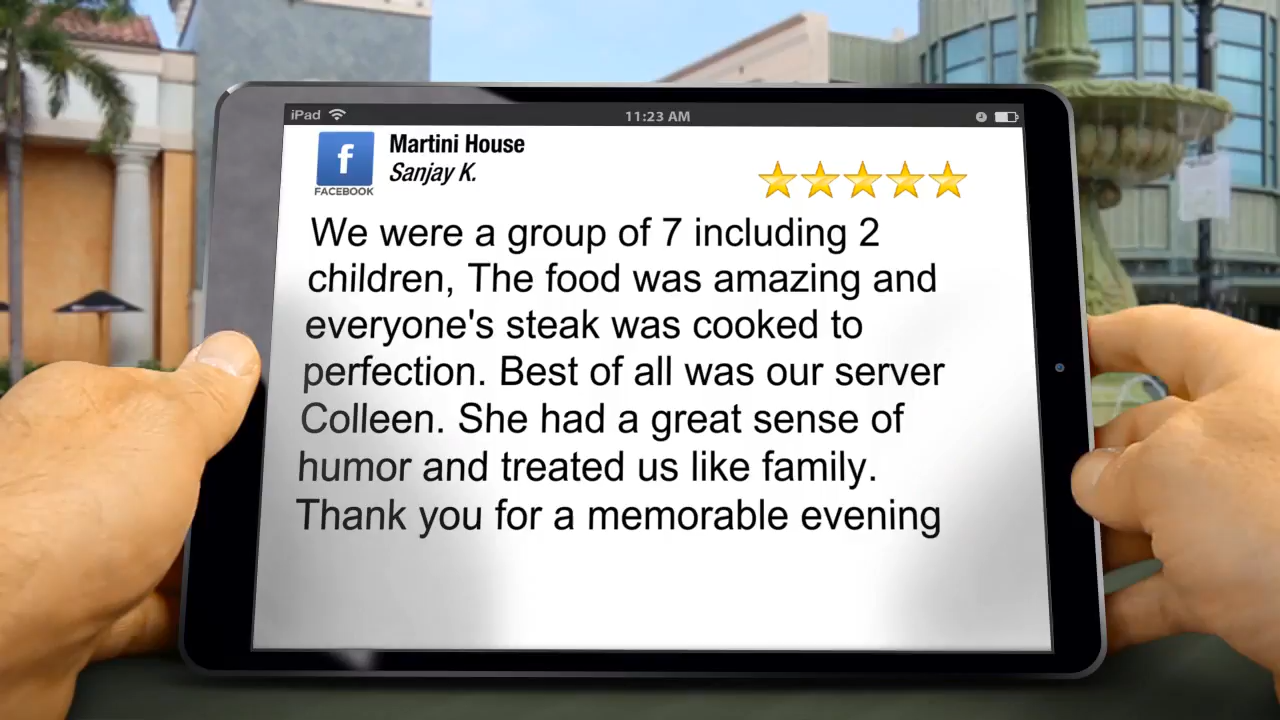 iPad
11:23 AM
f
FACEBOOK
Martini House
Sanjay K.
We were a group of 7 including 2
children, The food was amazing and
everyone's steak was cooked to
perfection. Best of all was our server
Colleen. She had a great sense of
humor and treated us like family.
Thank you for a memorable evening